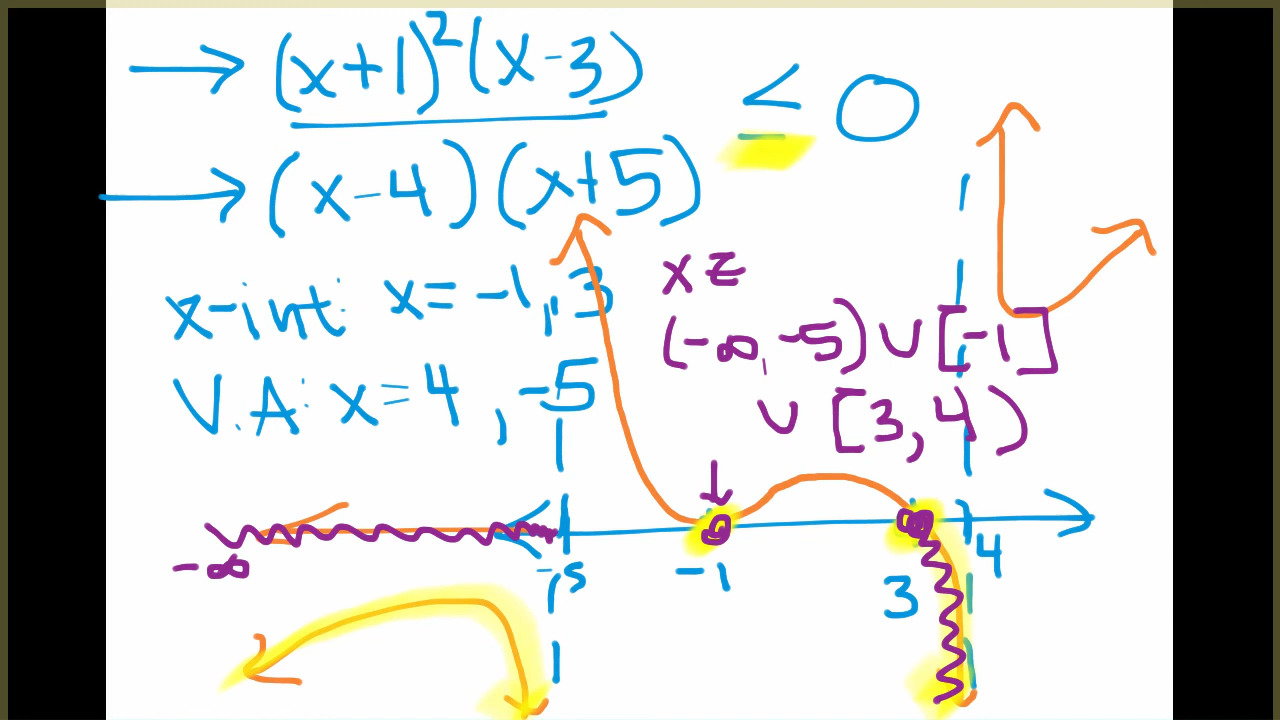 → (x+1)²(x-3) ≤ 0
→ (x-4)(x+5)
x-int: x = -1, 3
V.A: x = 4, -5
x ∈
(-∞, -5) ∪ [-1]
∪ [3, 4)
-∞ -5 -1 3 4